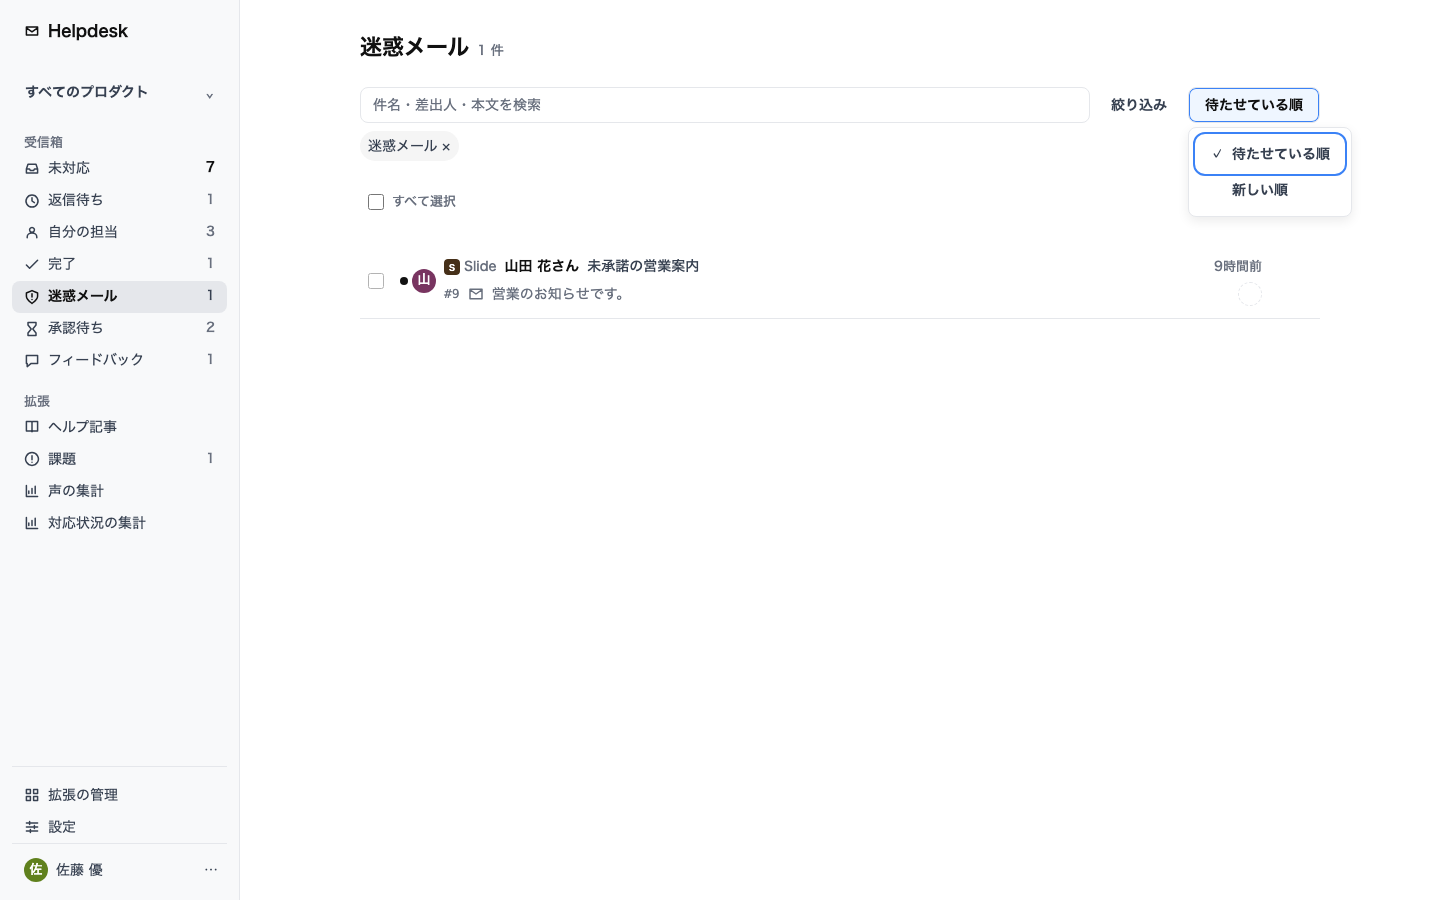 Helpdesk
すべてのプロダクト
受信箱
未対応 7
返信待ち 1
自分の担当 3
完了 1
迷惑メール 1
承認待ち 2
フィードバック 1
拡張
ヘルプ記事
課題 1
声の集計
対応状況の集計
拡張の管理
設定
佐 佐藤 優 …
迷惑メール 1 件
件名・差出人・本文を検索 絞り込み 待たせている順
迷惑メール ×
✓ 待たせている順
新しい順
すべて選択
山 S Slide 山田 花さん 未承諾の営業案内 9時間前
#9 営業のお知らせです。